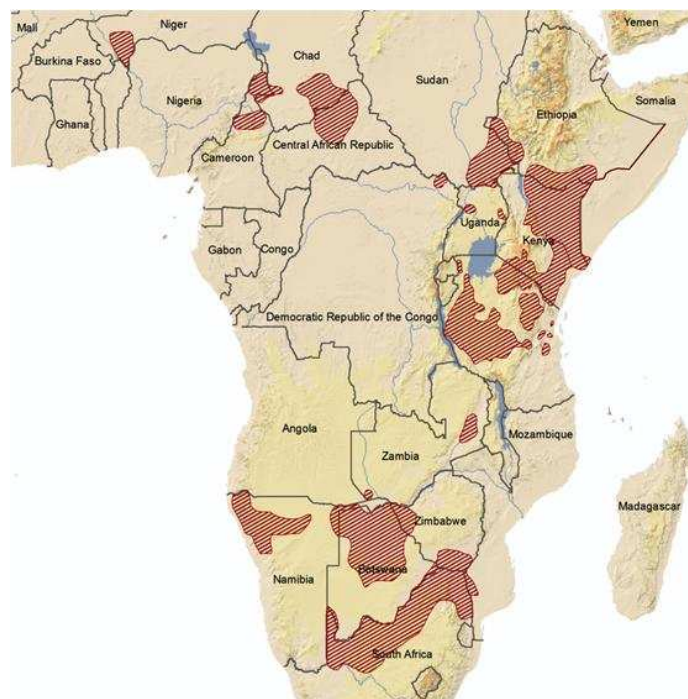 Yemen
Mali
Niger
Chad
Burkina Faso
Sudan
Somalia
Nigeria
Ethiopia
Ghana
Central African Republic
Cameroon
Uganda
Kenya
Gabon
Congo
Democratic Republic of the Congo
Angola
Mozambique
Zambia
Madagascar
Zimbabwe
Botswana
Namibia
South Africa